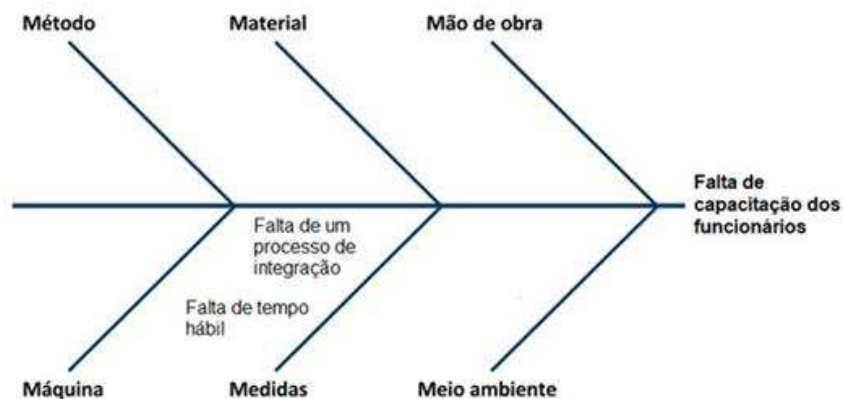 Método
Material
Mão de obra
Falta de
capacitação dos
funcionários
Falta de um
processo de
integração
Falta de tempo
hábil
Máquina
Medidas
Meio ambiente